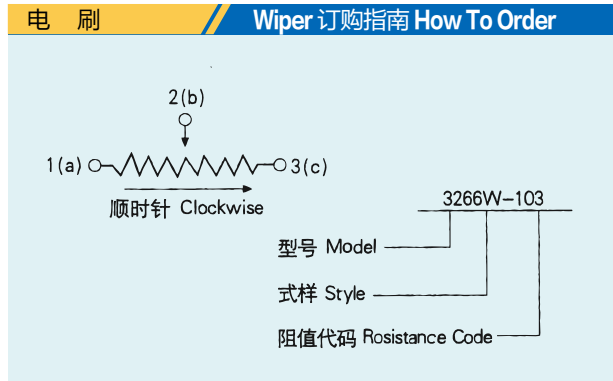 电 刷 Wiper 订购指南 How To Order
2(b)
1(a) 3(c)
顺时针 Clockwise
3266W-103
型号 Model
式样 Style
阻值代码 Rosistance Code